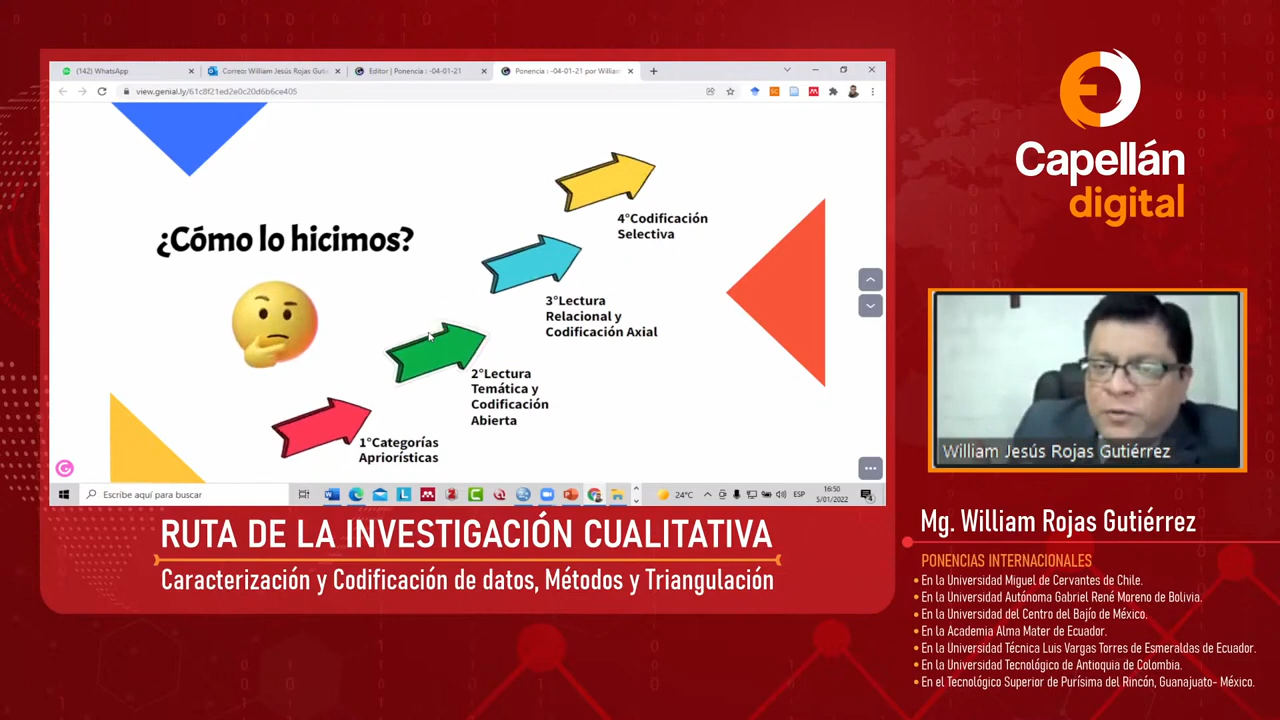 (142) WhatsApp
Correo: William Jesús Rojas Guti
Editor | Ponencia : -04-01-21
Ponencia : -04-01-21 por William
view.genial.ly/61c8f21ed2e0c20d6b6ce405
¿Cómo lo hicimos?
4°Codificación
Selectiva
3°Lectura
Relacional y
Codificación Axial
2°Lectura
Temática y
Codificación
Abierta
1°Categorías
Apriorísticas
Escribe aquí para buscar
24°C
ESP
16:50
5/01/2022
RUTA DE LA INVESTIGACIÓN CUALITATIVA
Caracterización y Codificación de datos, Métodos y Triangulación
Capellán
digital
William Jesús Rojas Gutiérrez
Mg. William Rojas Gutiérrez
PONENCIAS INTERNACIONALES
• En la Universidad Miguel de Cervantes de Chile.
• En la Universidad Autónoma Gabriel René Moreno de Bolivia.
• En la Universidad del Centro del Bajío de México.
• En la Academia Alma Mater de Ecuador.
• En la Universidad Técnica Luis Vargas Torres de Esmeraldas de Ecuador.
• En la Universidad Tecnológico de Antioquia de Colombia.
• En el Tecnológico Superior de Purísima del Rincón, Guanajuato- México.